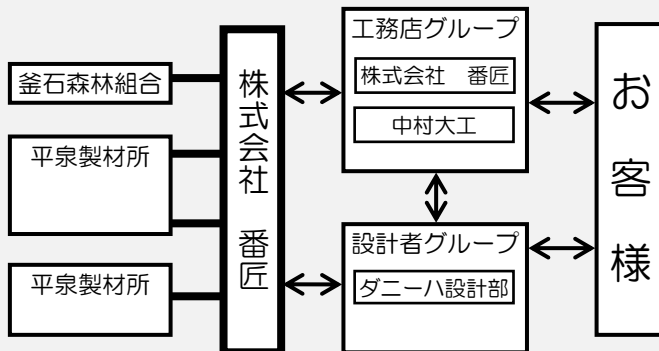 釜石森林組合
平泉製材所
平泉製材所
株式会社　番匠
工務店グループ
株式会社　番匠
中村大工
設計者グループ
ダニーハ設計部
お客様